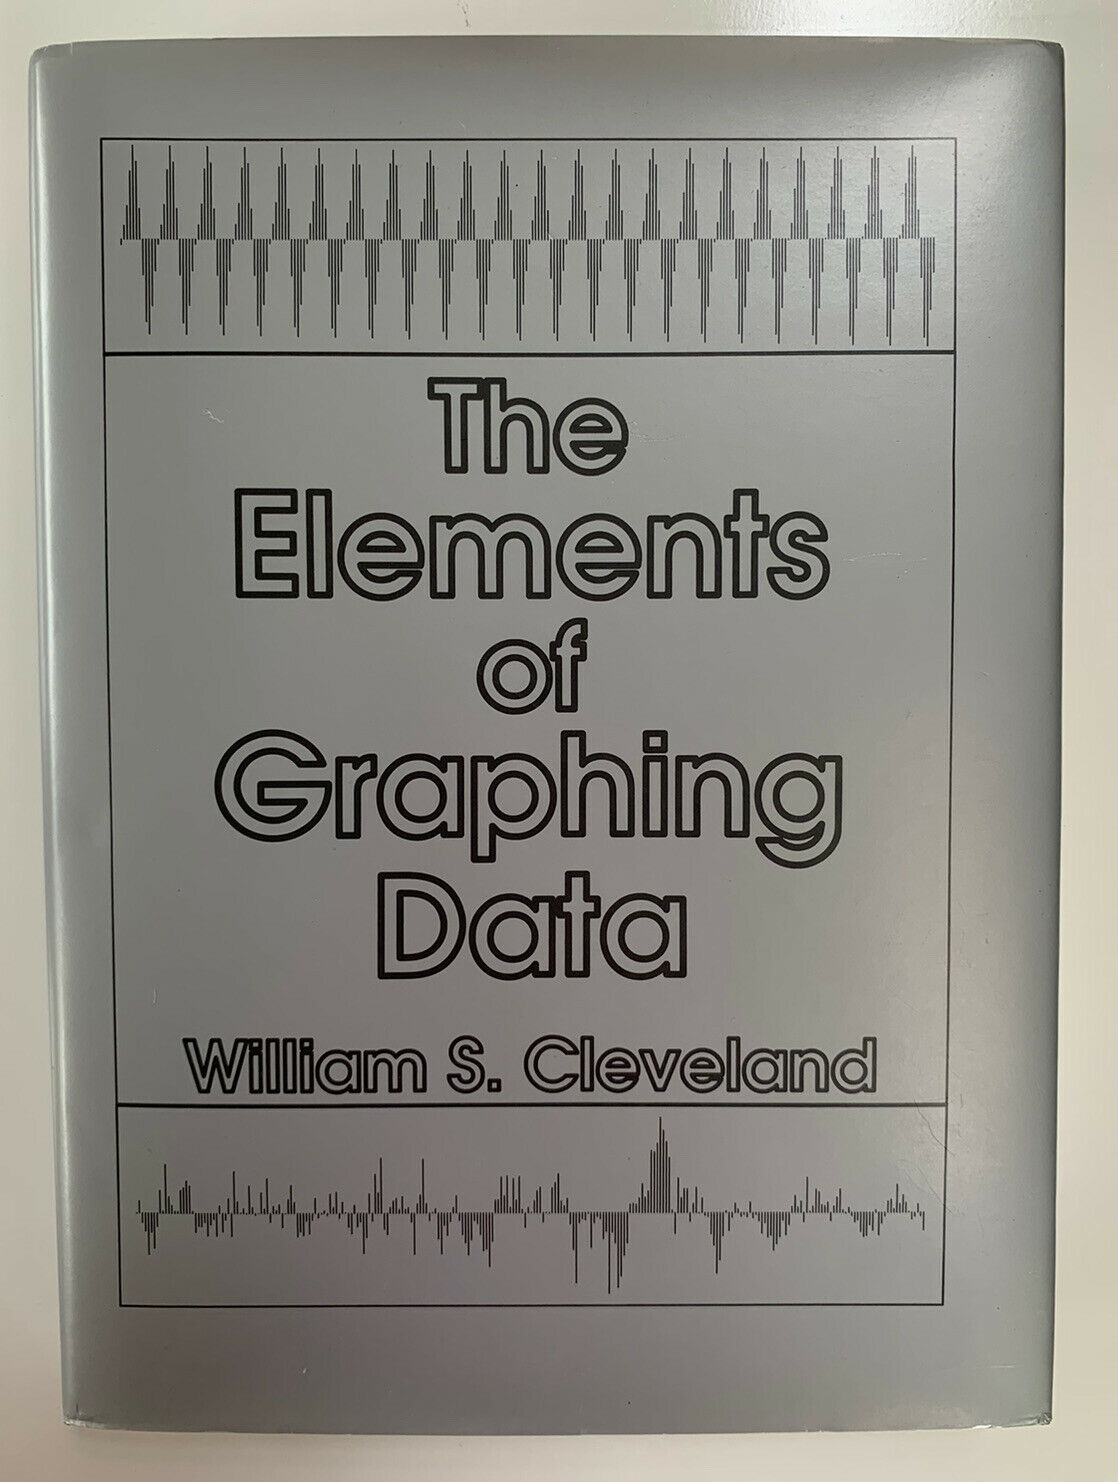 The
Elements
of
Graphing
Data
William S. Cleveland